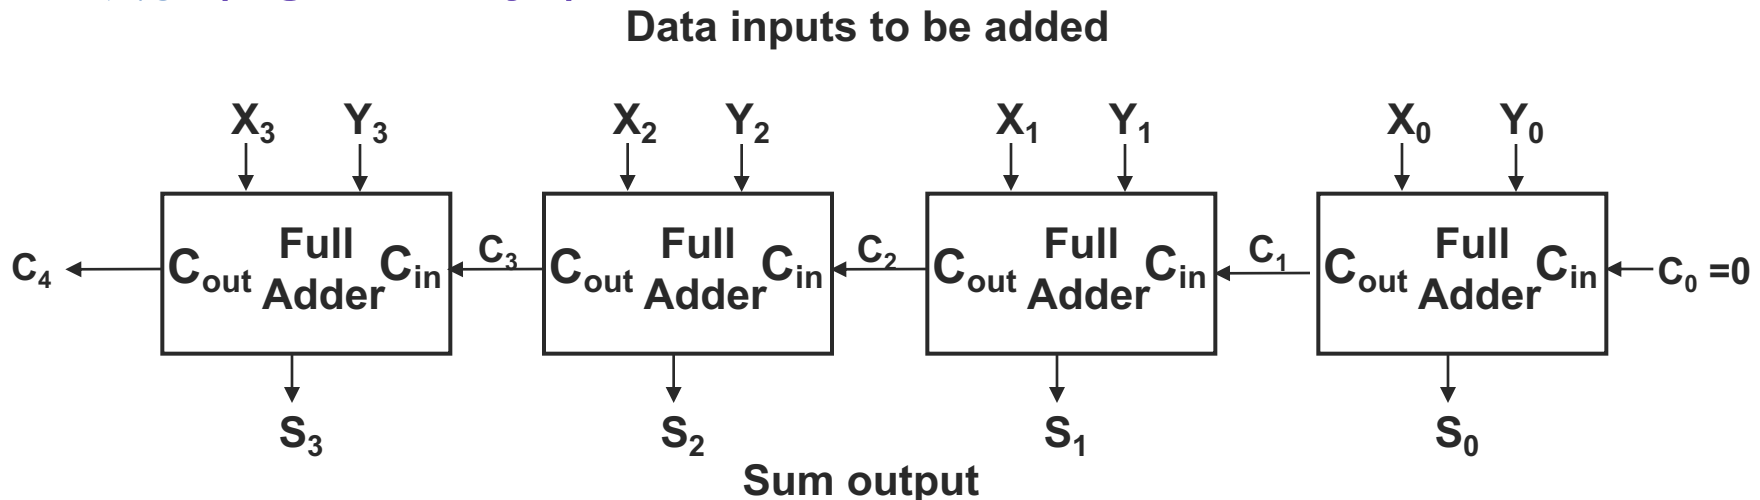 Data inputs to be added
X3 Y3 X2 Y2 X1 Y1 X0 Y0
C4 Cout Full Adder Cin C3 Cout Full Adder Cin C2 Cout Full Adder Cin C1 Cout Full Adder Cin C0 =0
S3 S2 S1 S0
Sum output